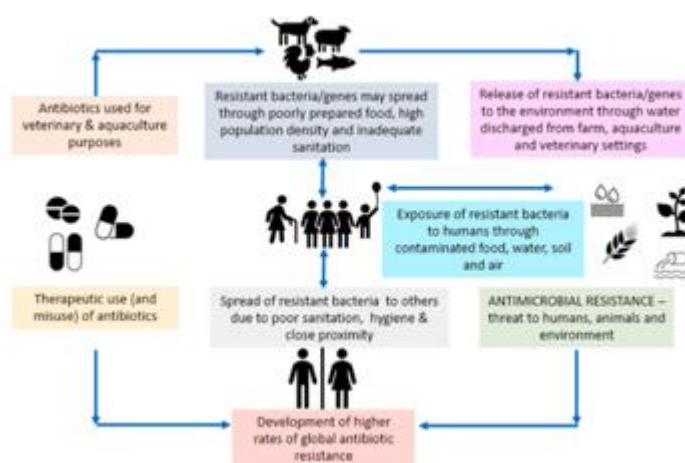 Antibiotics used for
veterinary & aquaculture
purposes
Resistant bacteria/genes may spread
through poorly prepared food, high
population density and inadequate
sanitation
Release of resistant bacteria/genes
to the environment through water
discharged from farm, aquaculture
and veterinary settings
Exposure of resistant bacteria
to humans through
contaminated food, water, soil
and air
Therapeutic use (and
misuse) of antibiotics
Spread of resistant bacteria to others
due to poor sanitation, hygiene &
close proximity
ANTIMICROBIAL RESISTANCE –
threat to humans, animals and
environment
Development of higher
rates of global antibiotic
resistance